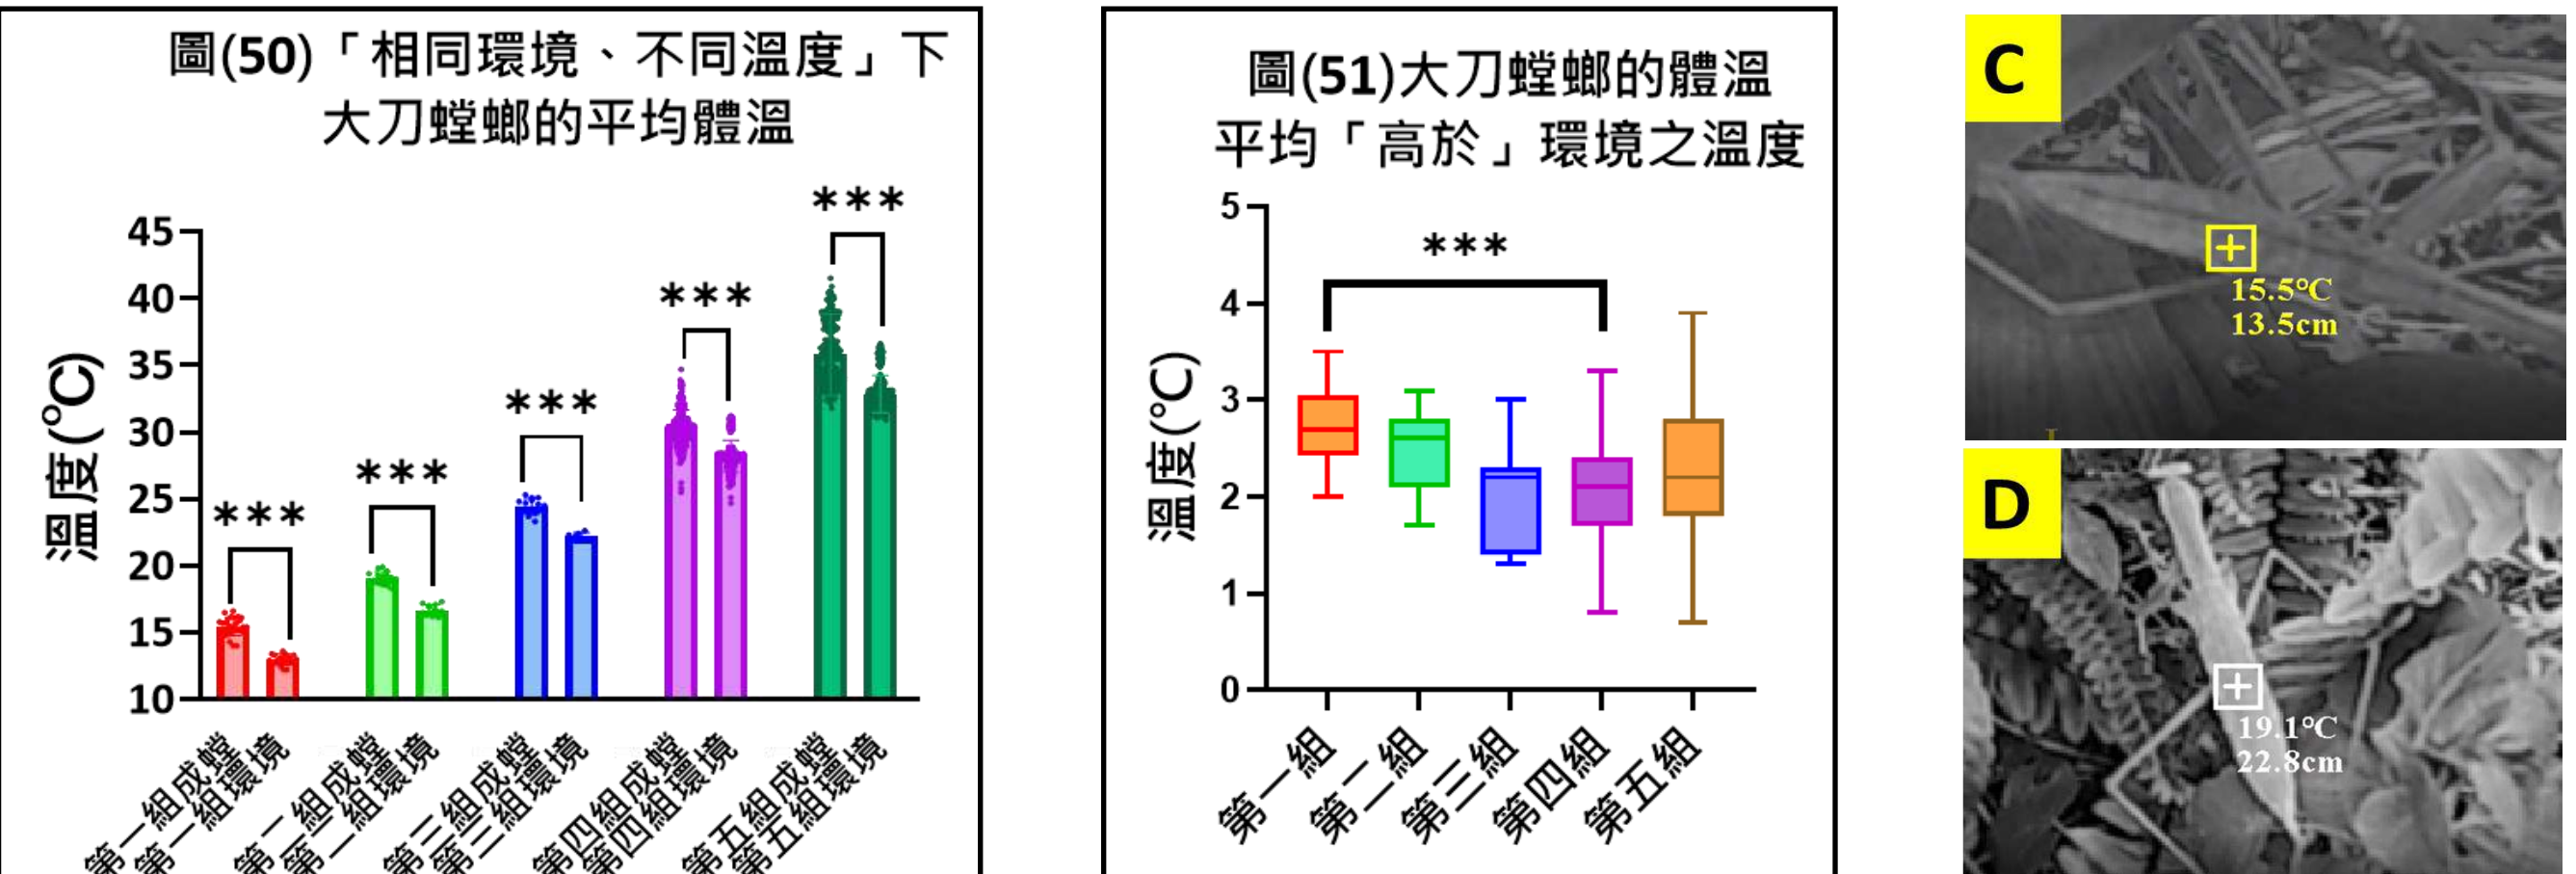 圖(50)「相同環境、不同溫度」下
大刀螳螂的平均體溫
溫度(℃)
45
40
35
30
25
20
15
10
***
***
***
***
***
第一組成螳
第一組環境
第二組成螳
第二組環境
第三組成螳
第三組環境
第四組成螳
第四組環境
第五組成螳
第五組環境
圖(51)大刀螳螂的體溫
平均「高於」環境之溫度
溫度(℃)
5
4
3
2
1
0
***
第一組
第二組
第三組
第四組
第五組
C
15.5℃
13.5cm
D
19.1℃
22.8cm